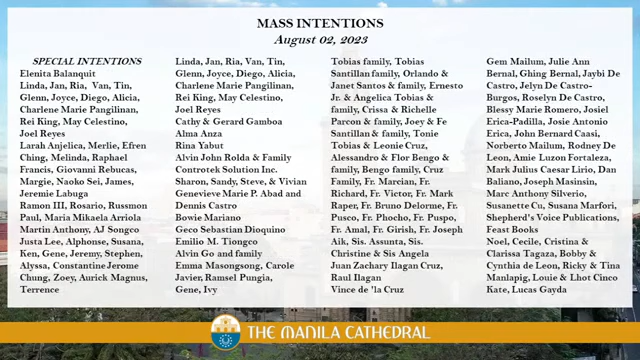 MASS INTENTIONS
August 02, 2023
SPECIAL INTENTIONS
Elenita Balanquit
Linda, Jan, Ria, Van, Tin,
Glenn, Joyce, Diego, Alicia,
Charlene Marie Pangilinan,
Rei King, May Celestino,
Joel Reyes
Larah Anjelica, Merlie, Efren
Ching, Melinda, Raphael
Francis, Giovanni Rebucas,
Margie, Naoko Sei, James,
Jeremie Labuga
Ramon III, Rosario, Russmon
Paul, Maria Mikaela Arriola
Martin Anthony, AJ Songco
Justa Lee, Alphonse, Susana,
Ken, Gene, Jeremy, Stephen,
Alyssa, Constantine Jerome
Chung, Zoey, Aurick Magnus,
Terrence
Linda, Jan, Ria, Van, Tin,
Glenn, Joyce, Diego, Alicia,
Charlene Marie Pangilinan,
Rei King, May Celestino,
Joel Reyes
Cathy & Gerard Gamboa
Alma Anza
Rina Yabut
Alvin John Rolda & Family
Controtek Solution Inc.
Sharon, Sandy, Steve, & Vivian
Genevieve Marie P. Abad and
Dennis Castro
Bowie Mariano
Geco Sebastian Dioquino
Emilio M. Tiongco
Alvin Go and family
Emma Masongsong, Carole
Javier, Ramsel Pungia,
Gene, Ivy
Tobias family, Tobias
Santillan family, Orlando &
Janet Santos & family, Ernesto
Jr. & Angelica Tobias &
family, Crissa & Richelle
Parcon & family, Joey & Fe
Santillan & family, Tonie
Tobias & Leonie Cruz,
Alessandro & Flor Bengo &
family, Bengo family, Cruz
Family, Fr. Marcian, Fr.
Richard, Fr. Victor, Fr. Mark
Raper, Fr. Bruno Delorme, Fr.
Pusco, Fr. Phocho, Fr. Puspo,
Fr. Amal, Fr. Girish, Fr. Joseph
Aik, Sis. Assunta, Sis.
Christine & Sis Angela
Juan Zachary Ilagan Cruz,
Raul Ilagan
Vince de 'la Cruz
Gem Mailum, Julie Ann
Bernal, Ghing Bernal, Jaybi De
Castro, Jelyn De Castro-
Burgos, Roselyn De Castro,
Blessy Marie Romero, Josiel
Erica-Padilla, Josie Antonio
Erica, John Bernard Caasi,
Norberto Mailum, Rodney De
Leon, Amie Luzon Fortaleza,
Mark Julius Caesar Lirio, Dan
Baliano, Joseph Masinsin,
Marc Anthony Silverio,
Susanette Cu, Susana Marfori,
Shepherd's Voice Publications,
Feast Books
Noel, Cecile, Cristina &
Clarissa Tagaza, Bobby &
Cynthia de Leon, Ricky & Tina
Manlapig, Louie & Lhot Cinco
Kate, Lucas Gayda
THE MANILA CATHEDRAL